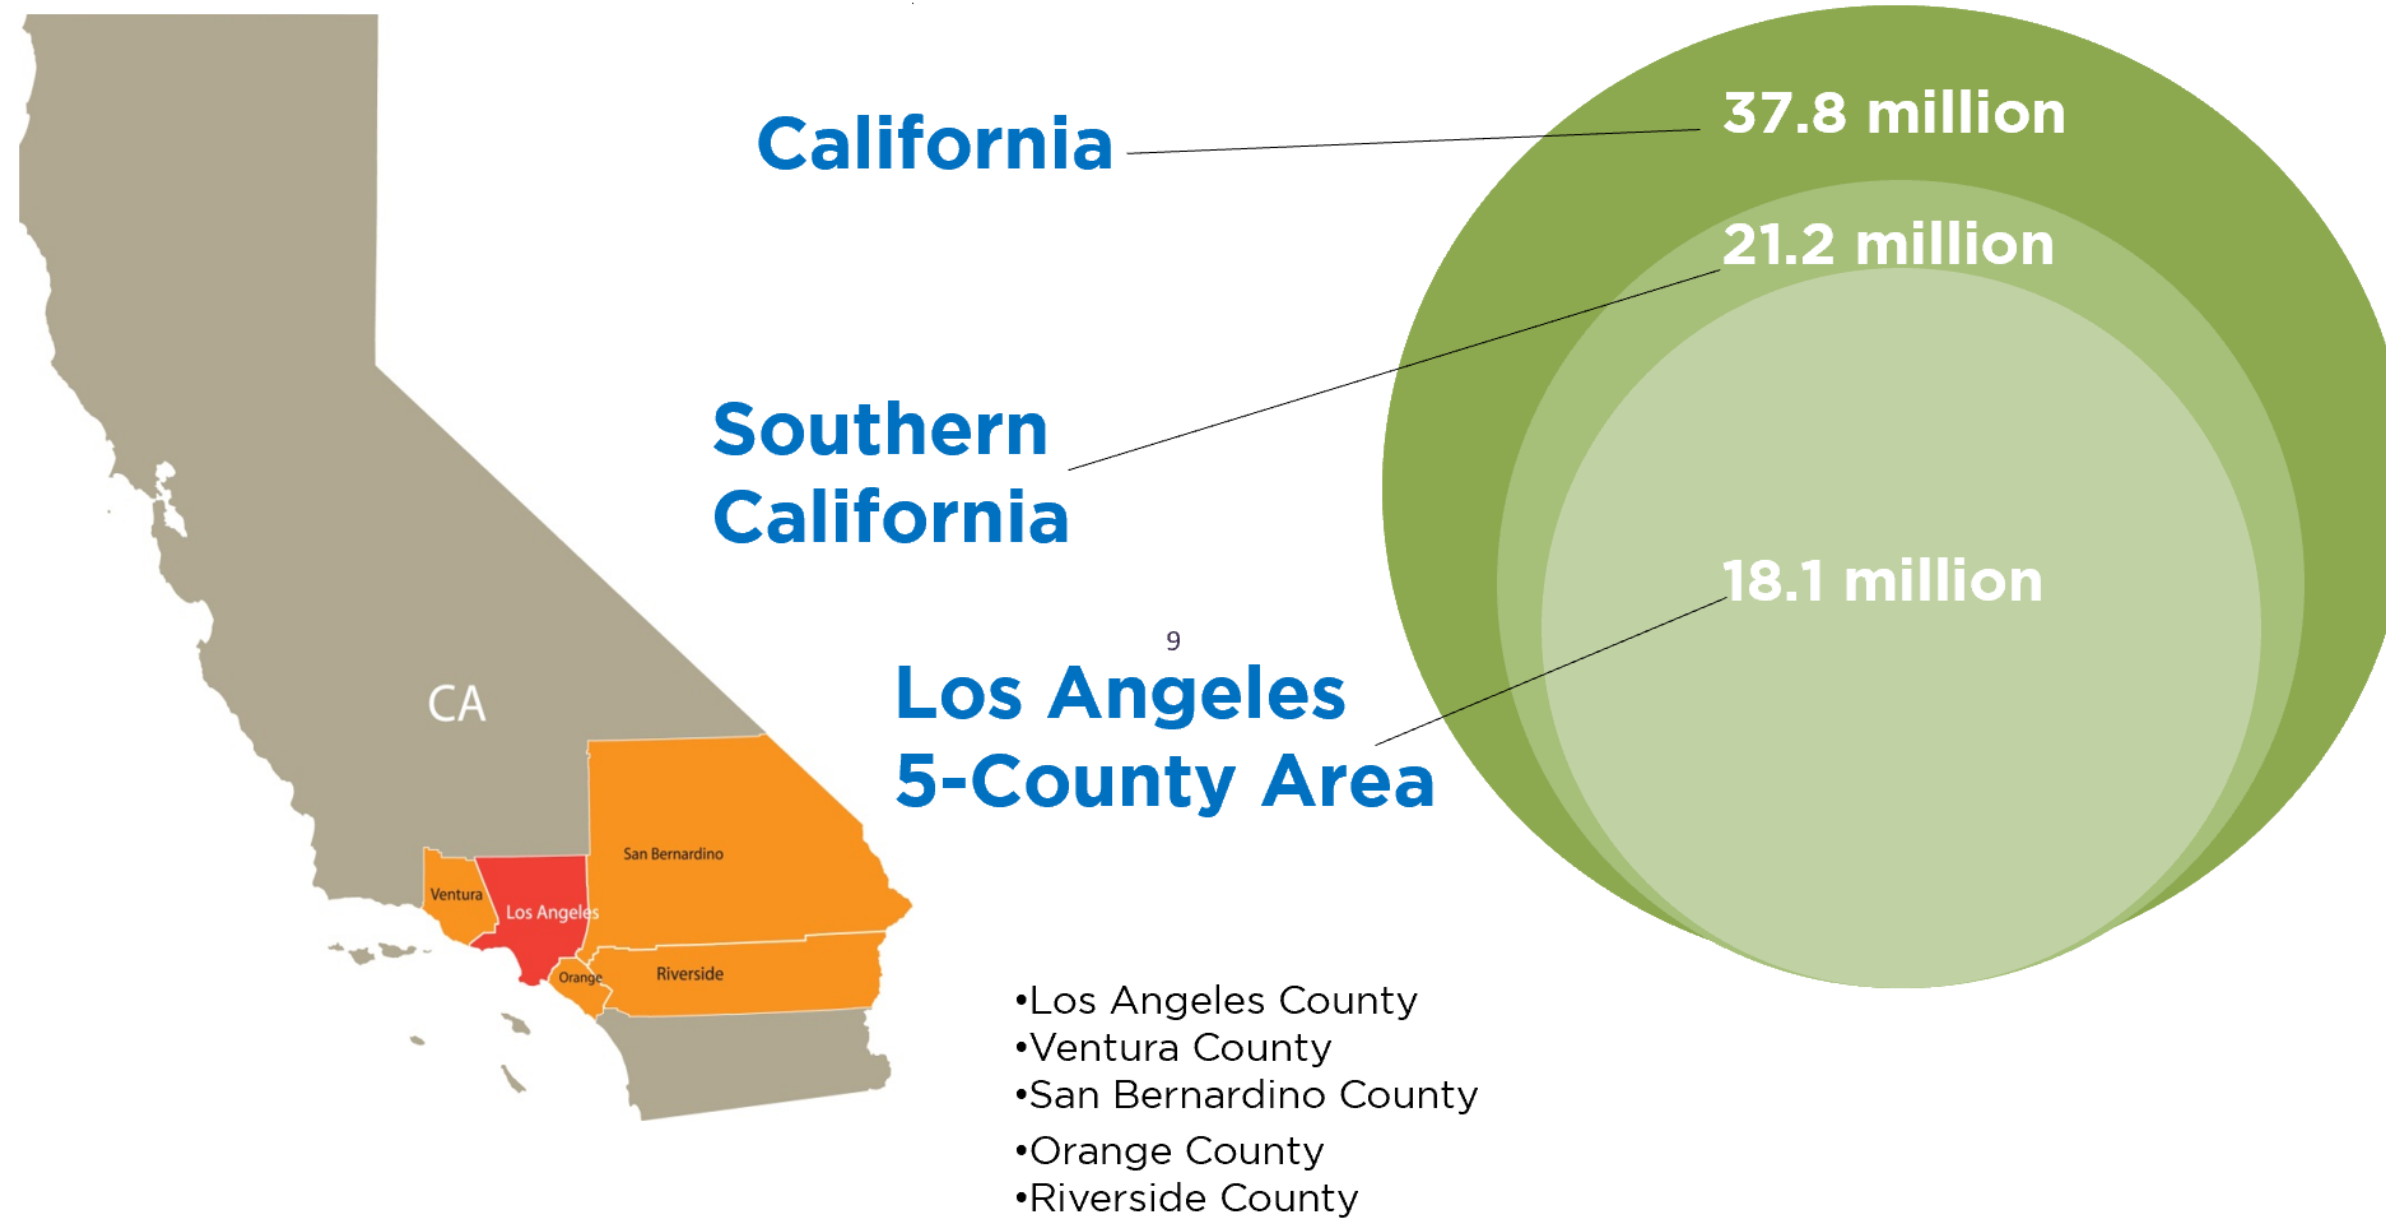 California
37.8 million
21.2 million
Southern
California
18.1 million
9
Los Angeles
5-County Area
CA
San Bernardino
Ventura
Los Angeles
Orange
Riverside
•Los Angeles County
•Ventura County
•San Bernardino County
•Orange County
•Riverside County